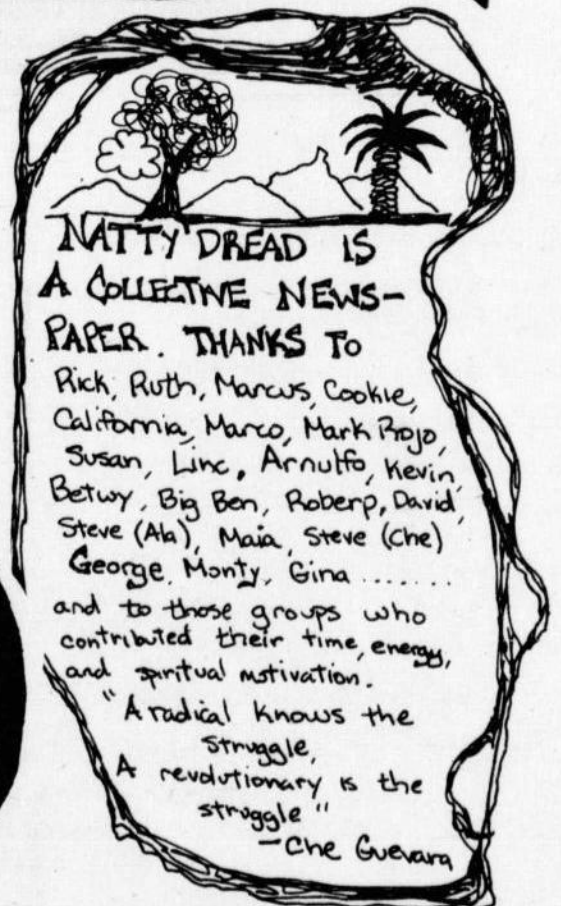 NATTY DREAD IS
A COLLECTIVE NEWS-
PAPER. THANKS TO
Rick, Ruth, Marcus, Cookie,
California, Marco, Mark Rojo,
Susan, Linc, Arnulfo, Kevin,
Betwy, Big Ben, Roberp, David,
Steve (Ala), Maia, Steve (Che)
George, Monty, Gina ........
and to those groups who
contributed their time, energy,
and spiritual motivation.
"A radical knows the
struggle,
A revolutionary is the
struggle"
- Che Guevara